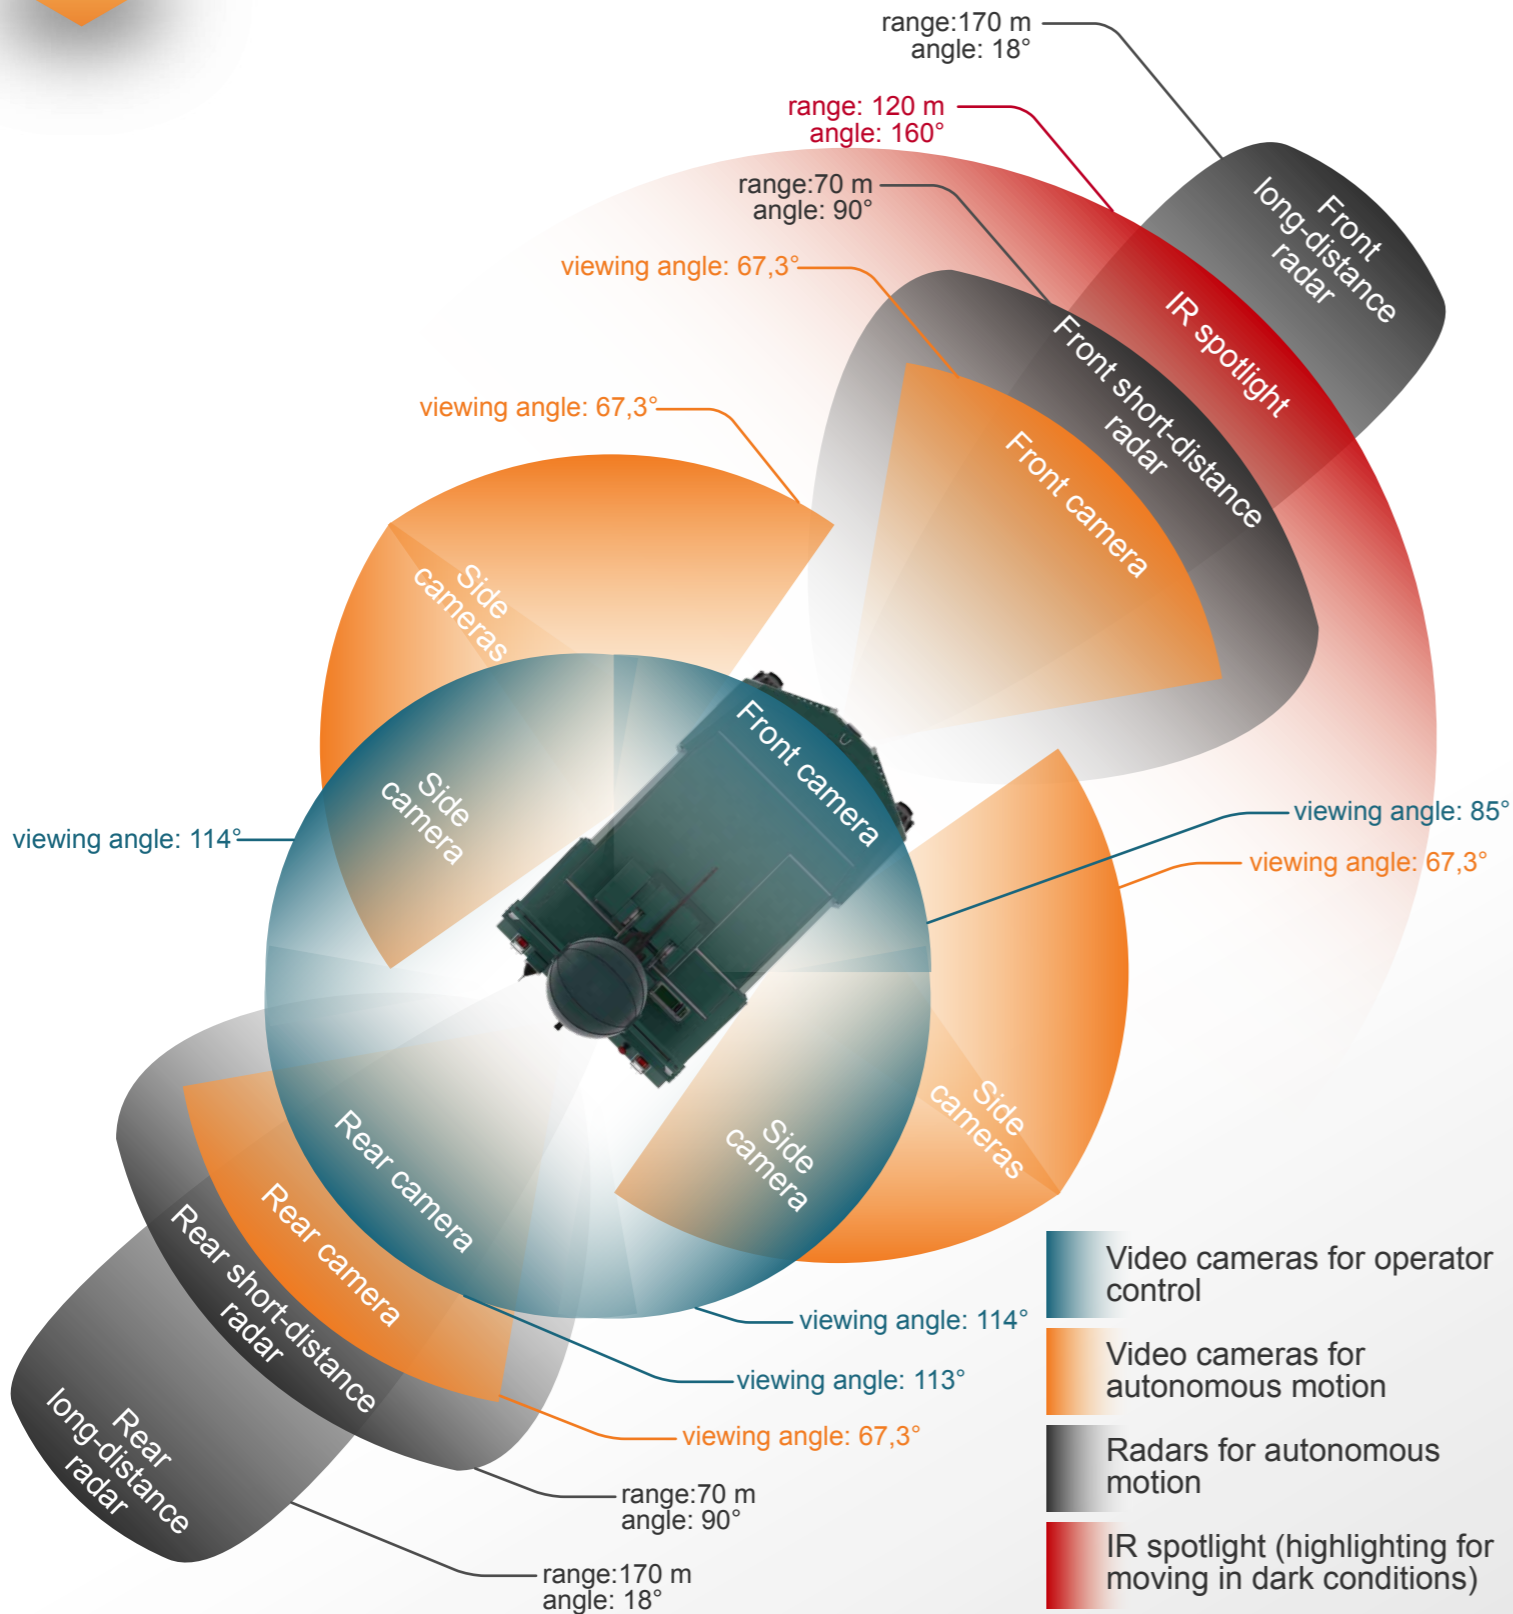 range:170 m
angle: 18°
range: 120 m
angle: 160°
range:70 m
angle: 90°
viewing angle: 67,3°
viewing angle: 67,3°
Front
long-distance
radar
IR spotlight
Front short-distance
radar
Front camera
Side
cameras
Front camera
Side
camera
viewing angle: 114°
viewing angle: 85°
viewing angle: 67,3°
Side
cameras
Side
camera
Rear camera
Rear camera
Rear short-distance
radar
Rear
long-distance
radar
viewing angle: 114°
viewing angle: 113°
viewing angle: 67,3°
range:70 m
angle: 90°
range:170 m
angle: 18°
Video cameras for operator
control
Video cameras for
autonomous motion
Radars for autonomous
motion
IR spotlight (highlighting for
moving in dark conditions)